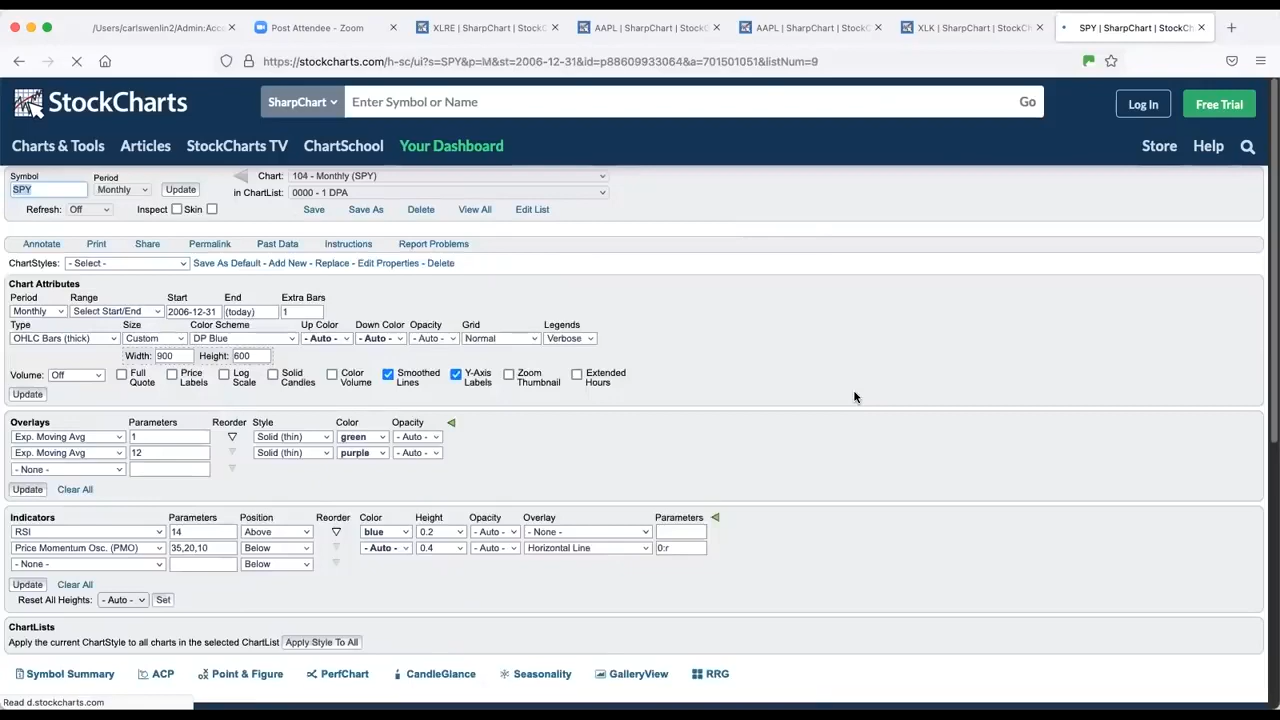 /Users/carlswenlin2/Admin:Acc
Post Attendee - Zoom
XLRE | SharpChart | StockC
AAPL | SharpChart | StockC
AAPL | SharpChart | StockC
XLK | SharpChart | StockCh
SPY | SharpChart | StockCh
https://stockcharts.com/h-sc/ui?s=SPY&p=M&st=2006-12-31&id=p88609933064&a=701501051&listNum=9
StockCharts
SharpChart
Enter Symbol or Name
Go
Log In
Free Trial
Charts & Tools Articles StockCharts TV ChartSchool Your Dashboard Store Help
Symbol Period Chart: 104 - Monthly (SPY)
SPY Monthly Update in ChartList: 0000 - 1 DPA
Refresh: Off Inspect Skin Save Save As Delete View All Edit List
Annotate Print Share Permalink Past Data Instructions Report Problems
ChartStyles: - Select - Save As Default - Add New - Replace - Edit Properties - Delete
Chart Attributes
Period Range Start End Extra Bars
Monthly Select Start/End 2006-12-31 (today) 1
Type Size Color Scheme Up Color Down Color Opacity Grid Legends
OHLC Bars (thick) Custom DP Blue - Auto - - Auto - - Auto - Normal Verbose
Width: 900 Height: 600
Volume: Off Full Quote Price Labels Log Scale Solid Candles Color Volume Smoothed Lines Y-Axis Labels Zoom Thumbnail Extended Hours
Update
Overlays Parameters Reorder Style Color Opacity
Exp. Moving Avg 1 Solid (thin) green - Auto -
Exp. Moving Avg 12 Solid (thin) purple - Auto -
- None -
Update Clear All
Indicators Parameters Position Reorder Color Height Opacity Overlay Parameters
RSI 14 Above blue 0.2 - Auto - - None -
Price Momentum Osc. (PMO) 35,20,10 Below - Auto - 0.4 - Auto - Horizontal Line 0:r
- None - Below
Update Clear All
Reset All Heights: - Auto - Set
ChartLists
Apply the current ChartStyle to all charts in the selected ChartList Apply Style To All
Symbol Summary ACP Point & Figure PerfChart CandleGlance Seasonality GalleryView RRG
Read d.stockcharts.com